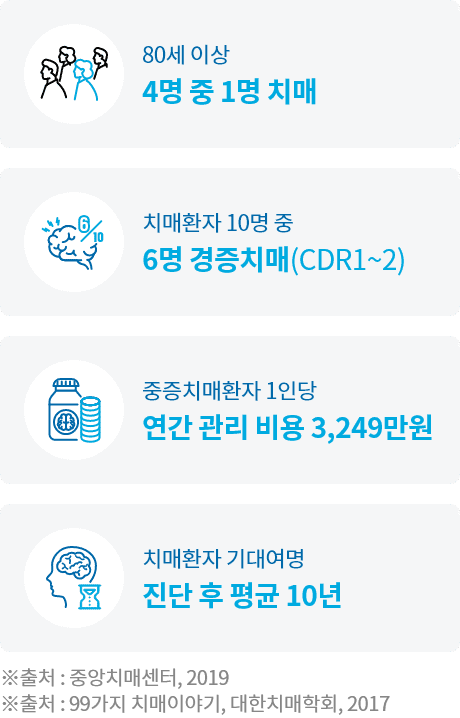 80세 이상
4명 중 1명 치매
6
10
치매환자 10명 중
6명 경증치매(CDR1~2)
중증치매환자 1인당
연간 관리 비용 3,249만원
치매환자 기대여명
진단 후 평균 10년
※출처 : 중앙치매센터, 2019
※출처 : 99가지 치매이야기, 대한치매학회, 2017